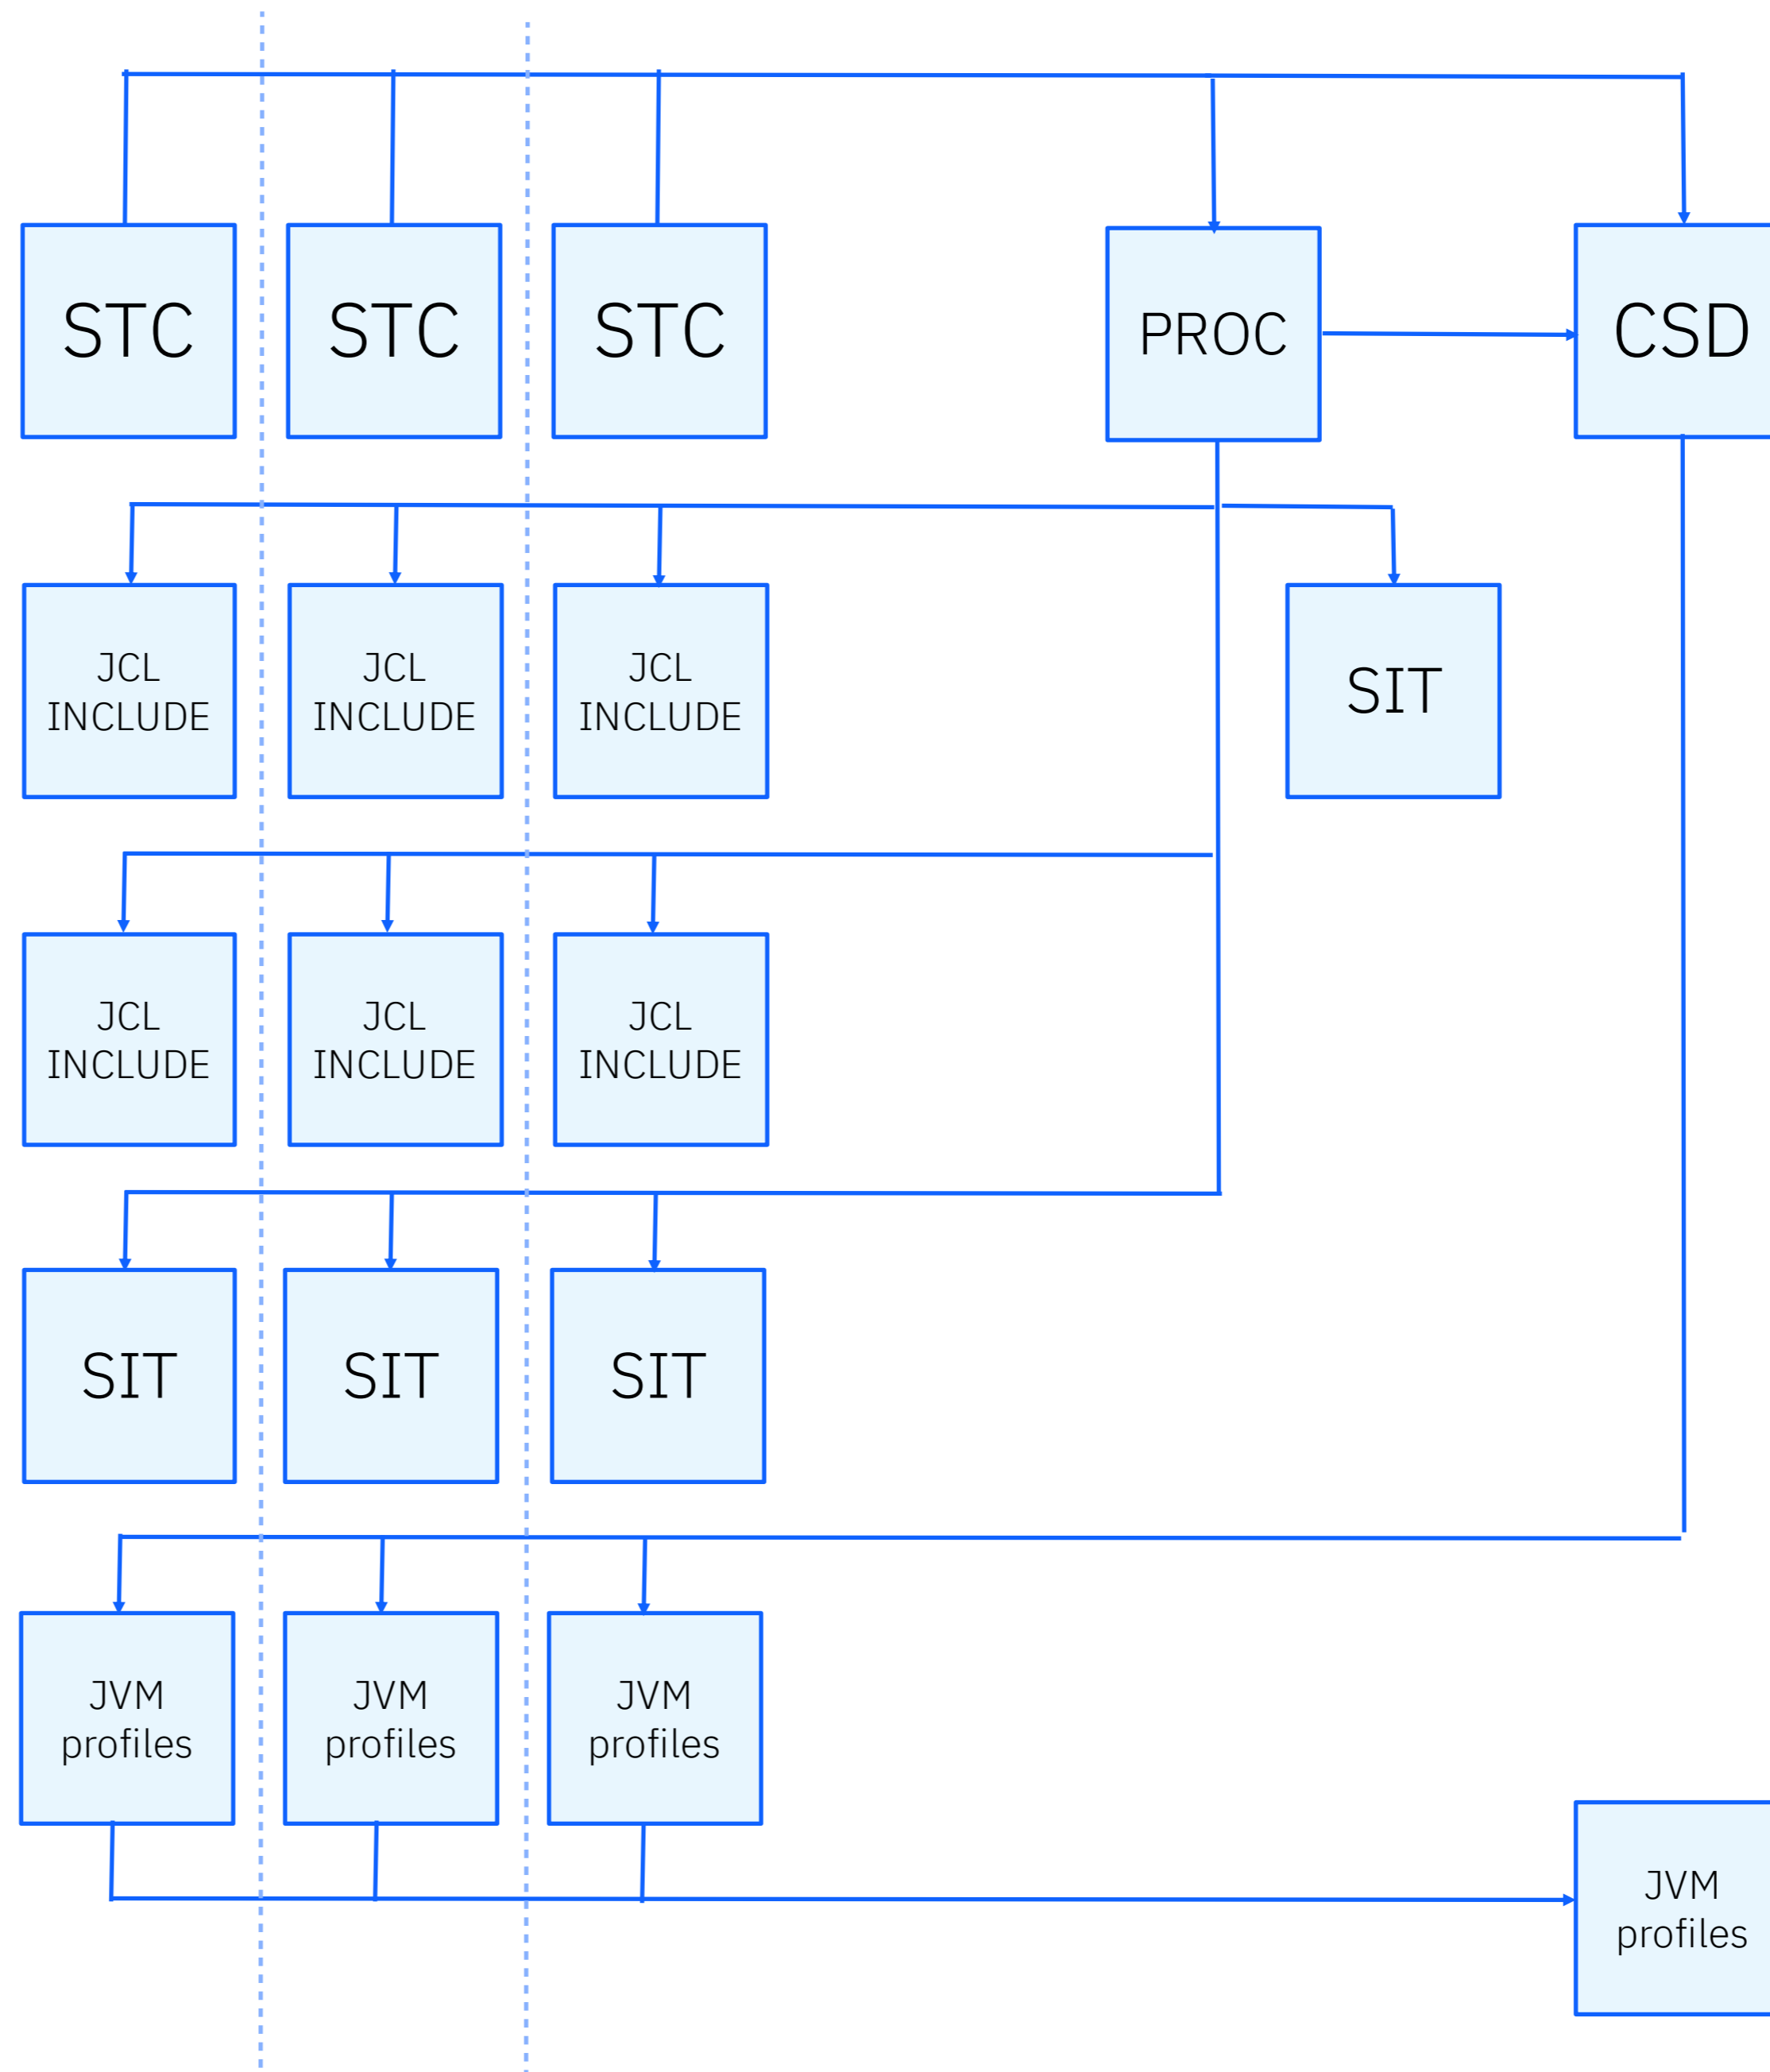 STC
STC
STC
PROC
CSD
JCL
INCLUDE
JCL
INCLUDE
JCL
INCLUDE
SIT
JCL
INCLUDE
JCL
INCLUDE
JCL
INCLUDE
SIT
SIT
SIT
JVM
profiles
JVM
profiles
JVM
profiles
JVM
profiles